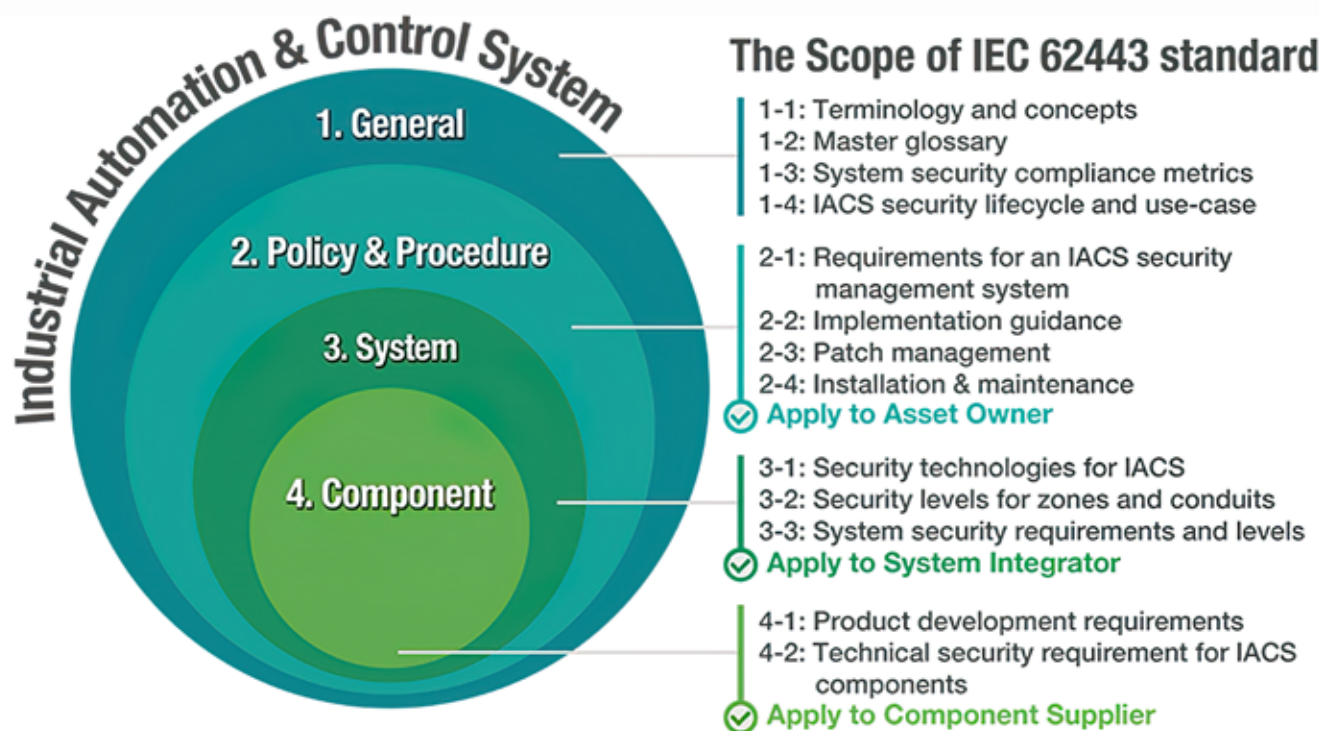 Industrial Automation & Control System
1. General
2. Policy & Procedure
3. System
4. Component
The Scope of IEC 62443 standard
1-1: Terminology and concepts
1-2: Master glossary
1-3: System security compliance metrics
1-4: IACS security lifecycle and use-case
2-1: Requirements for an IACS security
management system
2-2: Implementation guidance
2-3: Patch management
2-4: Installation & maintenance
Apply to Asset Owner
3-1: Security technologies for IACS
3-2: Security levels for zones and conduits
3-3: System security requirements and levels
Apply to System Integrator
4-1: Product development requirements
4-2: Technical security requirement for IACS
components
Apply to Component Supplier